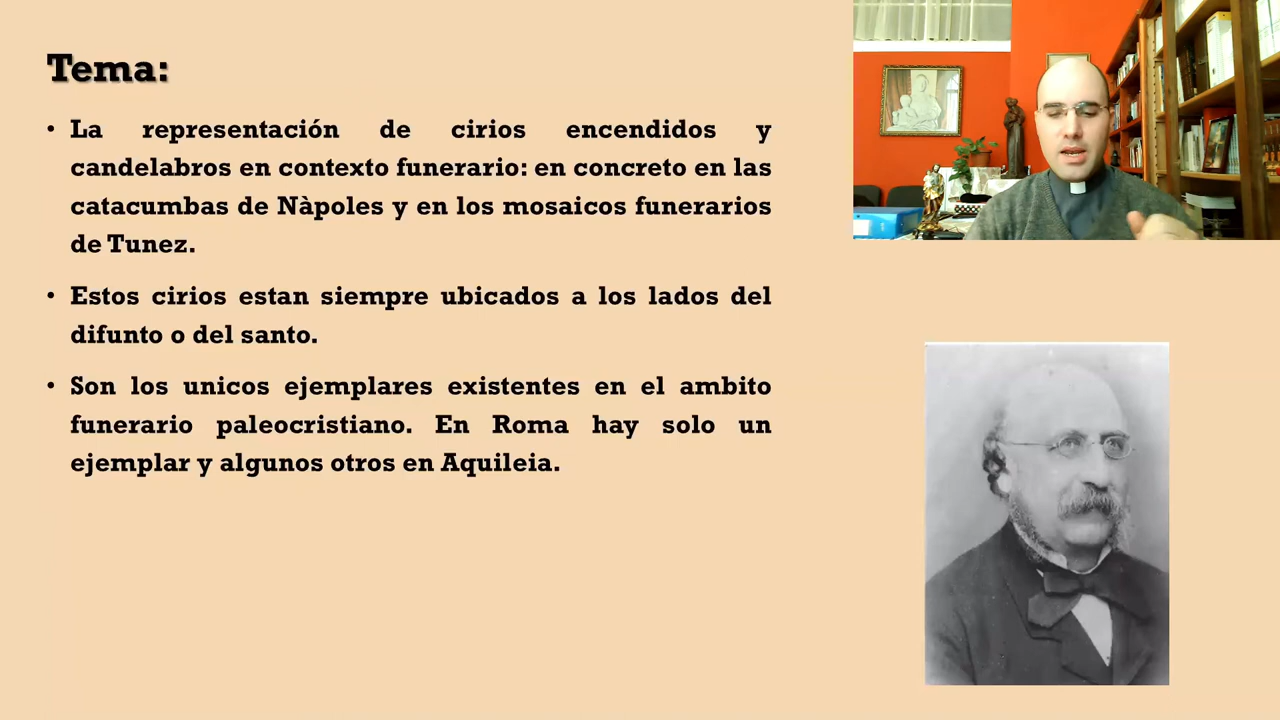 Tema:
• La representación de cirios encendidos y
candelabros en contexto funerario: en concreto en las
catacumbas de Nàpoles y en los mosaicos funerarios
de Tunez.
• Estos cirios estan siempre ubicados a los lados del
difunto o del santo.
• Son los unicos ejemplares existentes en el ambito
funerario paleocristiano. En Roma hay solo un
ejemplar y algunos otros en Aquileia.